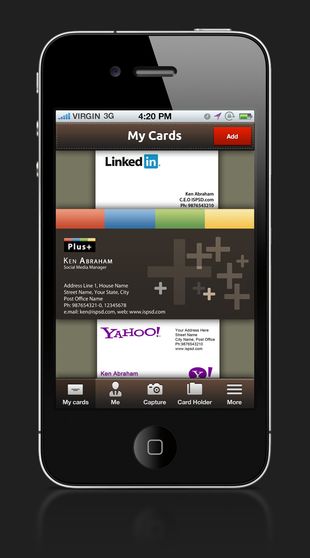 VIRGIN 3G 4:20 PM
My Cards
Add
Linked in
Ken Abraham
C.E.O ISPSD.com
Ph: 9876543210
Plus+
KEN ABRAHAM
Social Media Manager
Address Line 1, House Name
Street Name, Your State, City
Post Office Name
Ph: 987654321-0, 12345678
e.mail: ken@ispsd.com, web: www.ispsd.com
YAHOO!
Your Address Here
Street Name
Post Office Name
Ph:9876543210
www.ispsd.com
Ken Abraham
Y!
My cards
Me
Capture
Card Holder
More